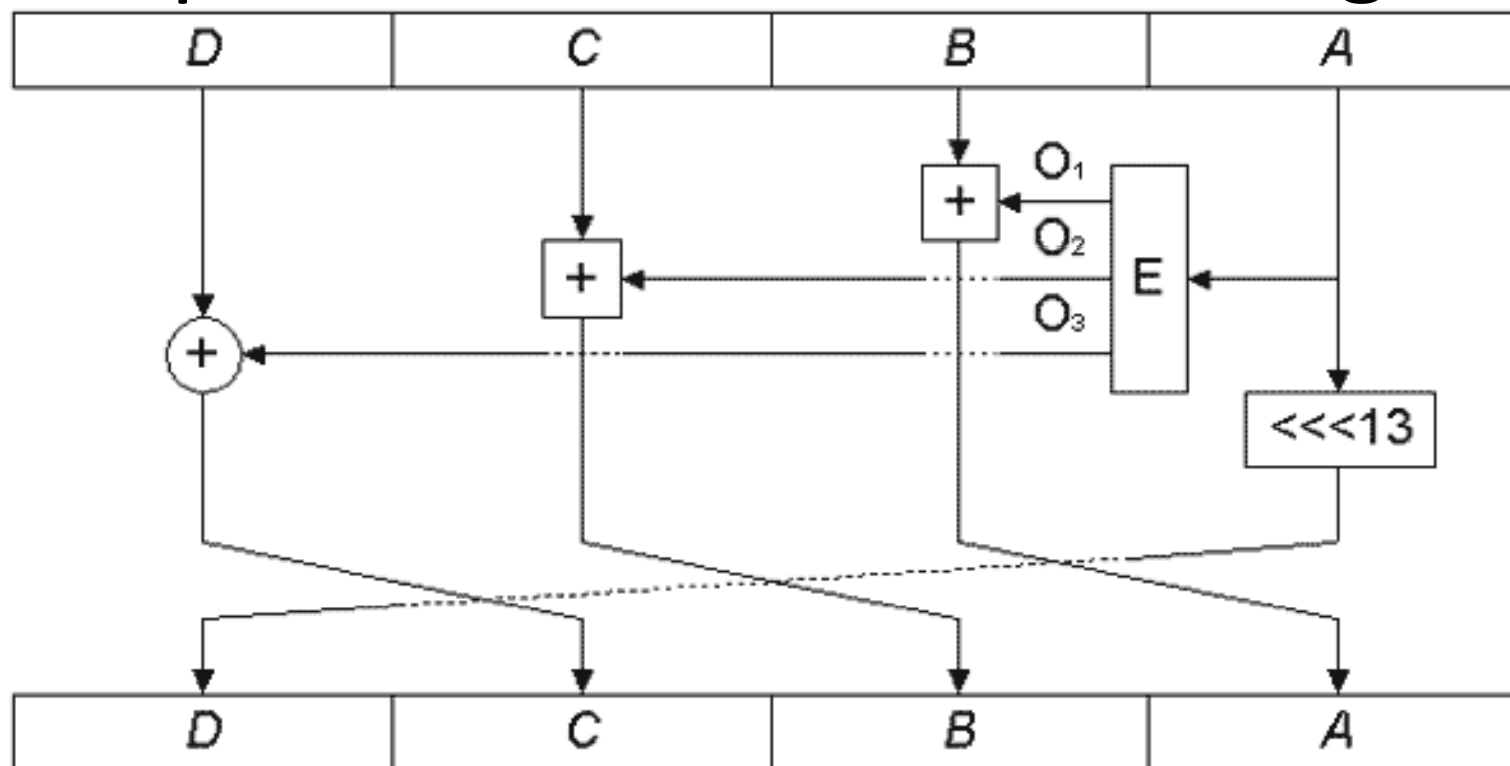 D C B A
O₁
+
O₂
+ E
O₃
+
<<<13
D C B A